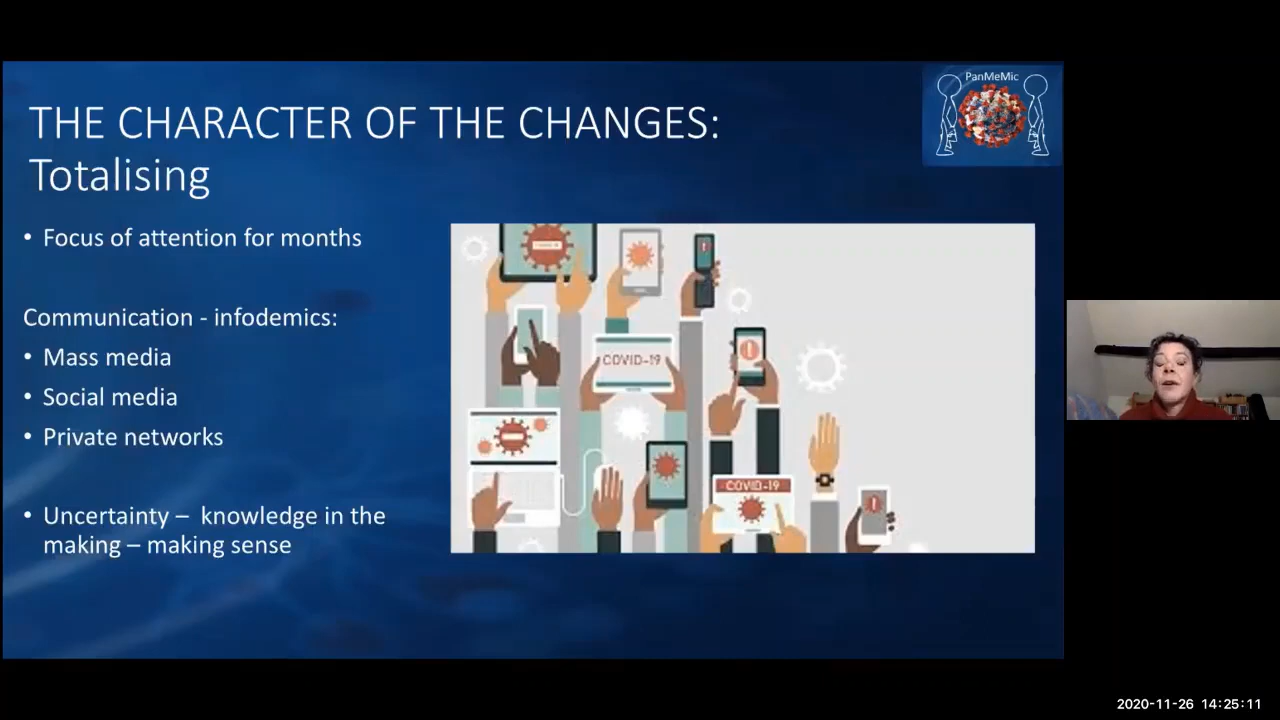 PanMeMic
THE CHARACTER OF THE CHANGES:
Totalising
• Focus of attention for months
Communication - infodemics:
• Mass media
• Social media
• Private networks
• Uncertainty – knowledge in the
making – making sense
COVID-19
COVID-19
2020-11-26 14:25:11